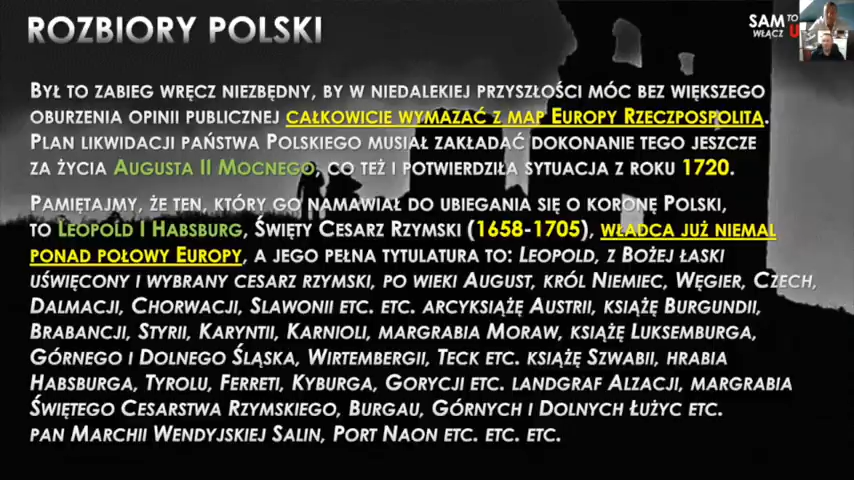 ROZBIORY POLSKI
SAM TO
WŁĄCZ U
BYŁ TO ZABIEG WRĘCZ NIEZBĘDNY, BY W NIEDALEKIEJ PRZYSZŁOŚCI MÓC BEZ WIĘKSZEGO
OBURZENIA OPINII PUBLICZNEJ CAŁKOWICIE WYMAZAĆ Z MAP EUROPY RZECZPOSPOLITĄ.
PLAN LIKWIDACJI PAŃSTWA POLSKIEGO MUSIAŁ ZAKŁADAĆ DOKONANIE TEGO JESZCZE
ZA ŻYCIA AUGUSTA II MOCNEGO, CO TEŻ I POTWIERDZIŁA SYTUACJA Z ROKU 1720.
PAMIĘTAJMY, ŻE TEN, KTÓRY GO NAMAWIAŁ DO UBIEGANIA SIĘ O KORONĘ POLSKI,
TO LEOPOLD I HABSBURG, ŚWIĘTY CESARZ RZYMSKI (1658-1705), WŁADCA JUŻ NIEMAL
PONAD POŁOWY EUROPY, A JEGO PEŁNA TYTULATURA TO: LEOPOLD, Z BOŻEJ ŁASKI
UŚWIĘCONY I WYBRANY CESARZ RZYMSKI, PO WIEKI AUGUST, KRÓL NIEMIEC, WĘGIER, CZECH,
DALMACJI, CHORWACJI, SLAWONII ETC. ETC. ARCYKSIĄŻĘ AUSTRII, KSIĄŻĘ BURGUNDII,
BRABANCJI, STYRII, KARYNTII, KARNIOLI, MARGRABIA MORAW, KSIĄŻĘ LUKSEMBURGA,
GÓRNEGO I DOLNEGO ŚLĄSKA, WIRTEMBERGII, TECK ETC. KSIĄŻĘ SZWABII, HRABIA
HABSBURGA, TYROLU, FERRETI, KYBURGA, GORYCJI ETC. LANDGRAF ALZACJI, MARGRABIA
ŚWIĘTEGO CESARSTWA RZYMSKIEGO, BURGAU, GÓRNYCH I DOLNYCH ŁUŻYC ETC.
PAN MARCHII WENDYJSKIEJ SALIN, PORT NAON ETC. ETC. ETC.